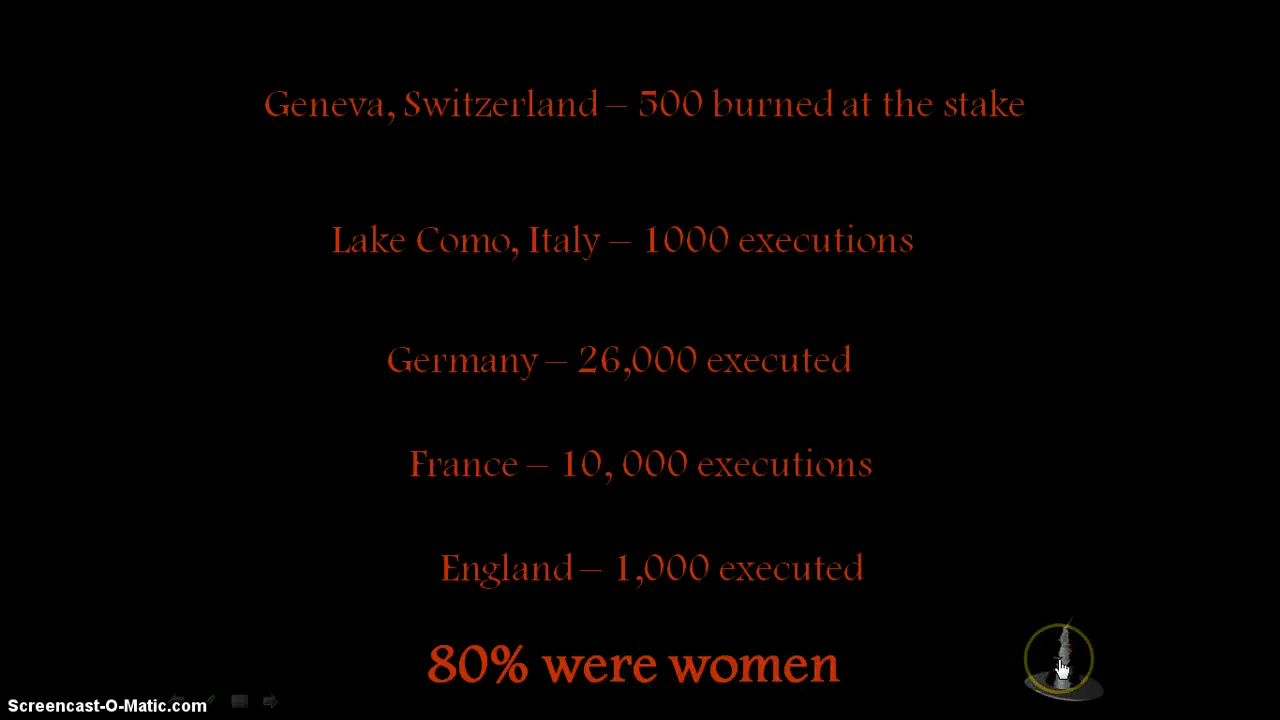 Geneva, Switzerland – 500 burned at the stake
Lake Como, Italy – 1000 executions
Germany – 26,000 executed
France – 10, 000 executions
England – 1,000 executed
80% were women
Screencast-O-Matic.com